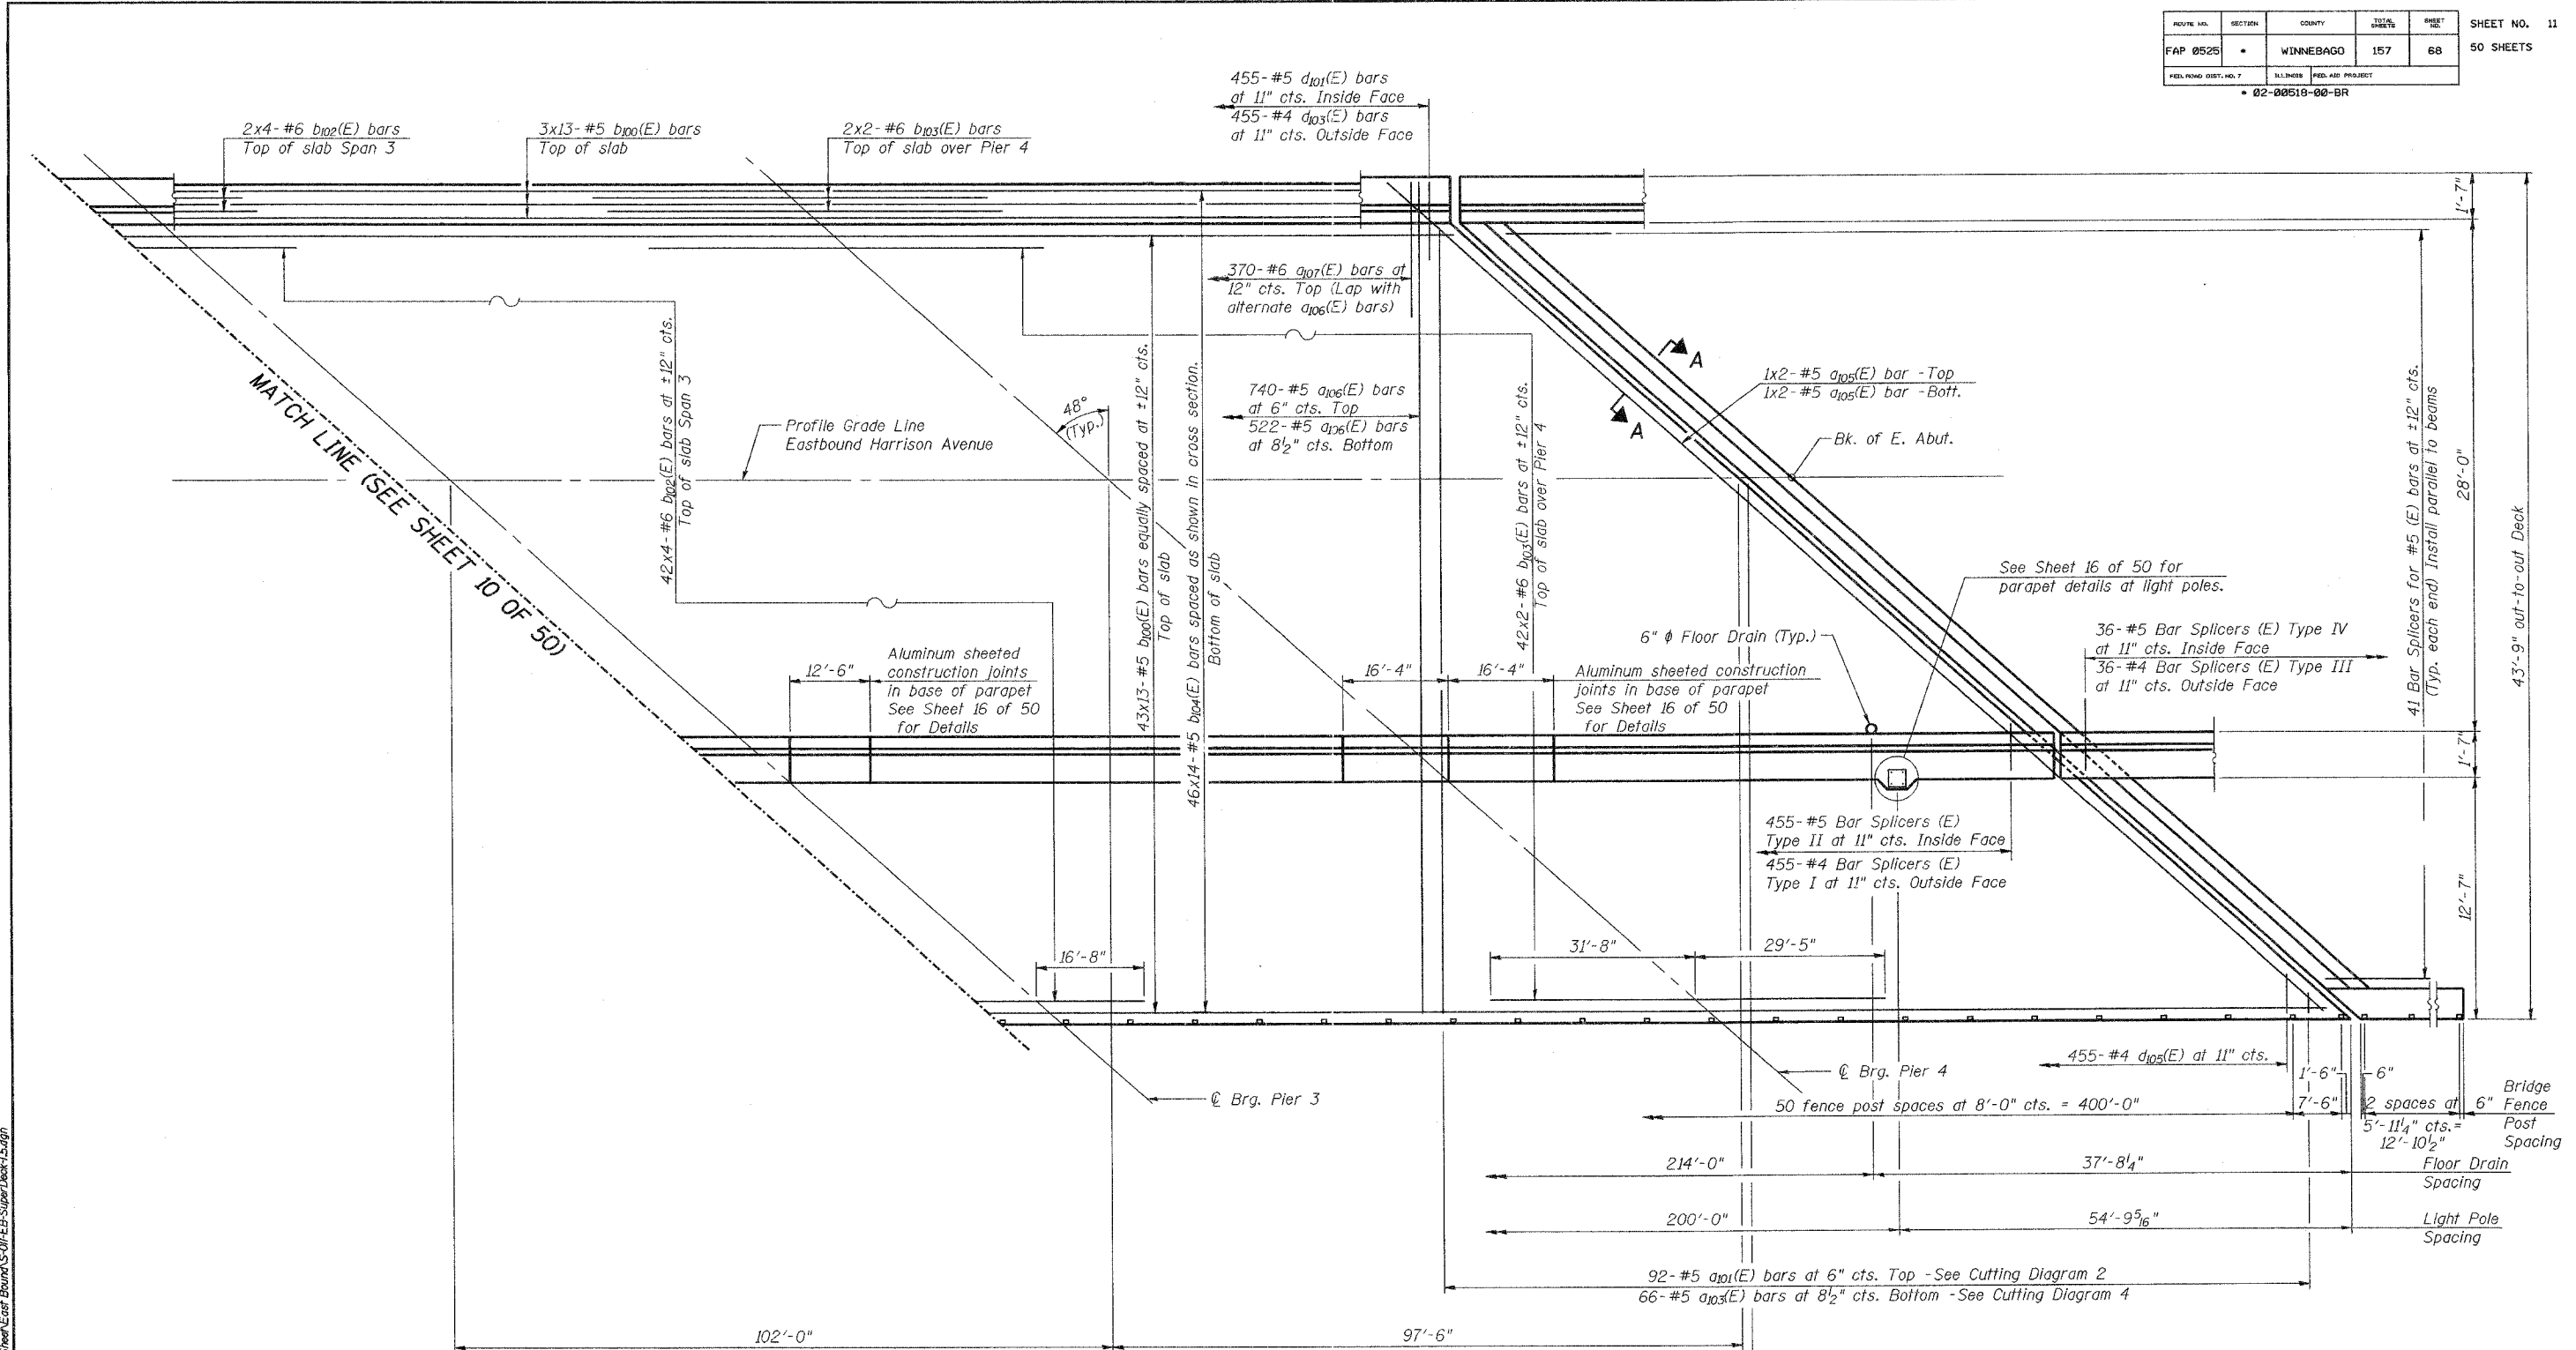 ROUTE NO. SECTION COUNTY TOTAL SHEETS SHEET NO.
FAP 0525 • WINNEBAGO 157 68
FED. ROAD DIST. NO. 7 ILLINOIS FED. AID PROJECT
• 02-00518-00-BR
SHEET NO. 11
50 SHEETS
455-#5 d101(E) bars
at 11" cts. Inside Face
455-#4 d103(E) bars
at 11" cts. Outside Face
2x4-#6 b102(E) bars
Top of slab Span 3
3x13-#5 b100(E) bars
Top of slab
2x2-#6 b103(E) bars
Top of slab over Pier 4
1'-7"
370-#6 a107(E) bars at
12" cts. Top (Lap with
alternate a106(E) bars)
MATCH LINE (SEE SHEET 10 OF 50)
42x4-#6 b102(E) bars at ±12" cts.
Top of slab Span 3
Profile Grade Line
Eastbound Harrison Avenue
48°
(Typ.)
43x13-#5 b100(E) bars equally spaced at ±12" cts.
Top of slab
46x14-#5 b104(E) bars spaced as shown in cross section.
Bottom of slab
740-#5 a106(E) bars
at 6" cts. Top
522-#5 a106(E) bars
at 8½" cts. Bottom
42x2-#6 b103(E) bars at ±12" cts.
Top of slab over Pier 4
A
A
1x2-#5 a105(E) bar -Top
1x2-#5 a105(E) bar -Bott.
Bk. of E. Abut.
41 Bar Splicers for #5 (E) bars at ±12" cts.
(Typ. each end) Install parallel to beams
28'-0"
43'-9" out-to-out Deck
See Sheet 16 of 50 for
parapet details at light poles.
6" ϕ Floor Drain (Typ.)
36-#5 Bar Splicers (E) Type IV
at 11" cts. Inside Face
36-#4 Bar Splicers (E) Type III
at 11" cts. Outside Face
12'-6"
Aluminum sheeted
construction joints
in base of parapet
See Sheet 16 of 50
for Details
16'-4"
16'-4"
Aluminum sheeted construction
joints in base of parapet
See Sheet 16 of 50
for Details
1'-7"
455-#5 Bar Splicers (E)
Type II at 11" cts. Inside Face
455-#4 Bar Splicers (E)
Type I at 11" cts. Outside Face
12'-7"
16'-8"
31'-8"
29'-5"
455-#4 d105(E) at 11" cts.
℄ Brg. Pier 3
℄ Brg. Pier 4
1'-6"
6"
50 fence post spaces at 8'-0" cts. = 400'-0"
7'-6"
2 spaces at
5'-11¼" cts.=
12'-10½"
6"
Bridge
Fence
Post
Spacing
214'-0"
37'-8¼"
Floor Drain
Spacing
200'-0"
54'-9 5/16"
Light Pole
Spacing
92-#5 a101(E) bars at 6" cts. Top -See Cutting Diagram 2
66-#5 a103(E) bars at 8½" cts. Bottom -See Cutting Diagram 4
102'-0"
97'-6"